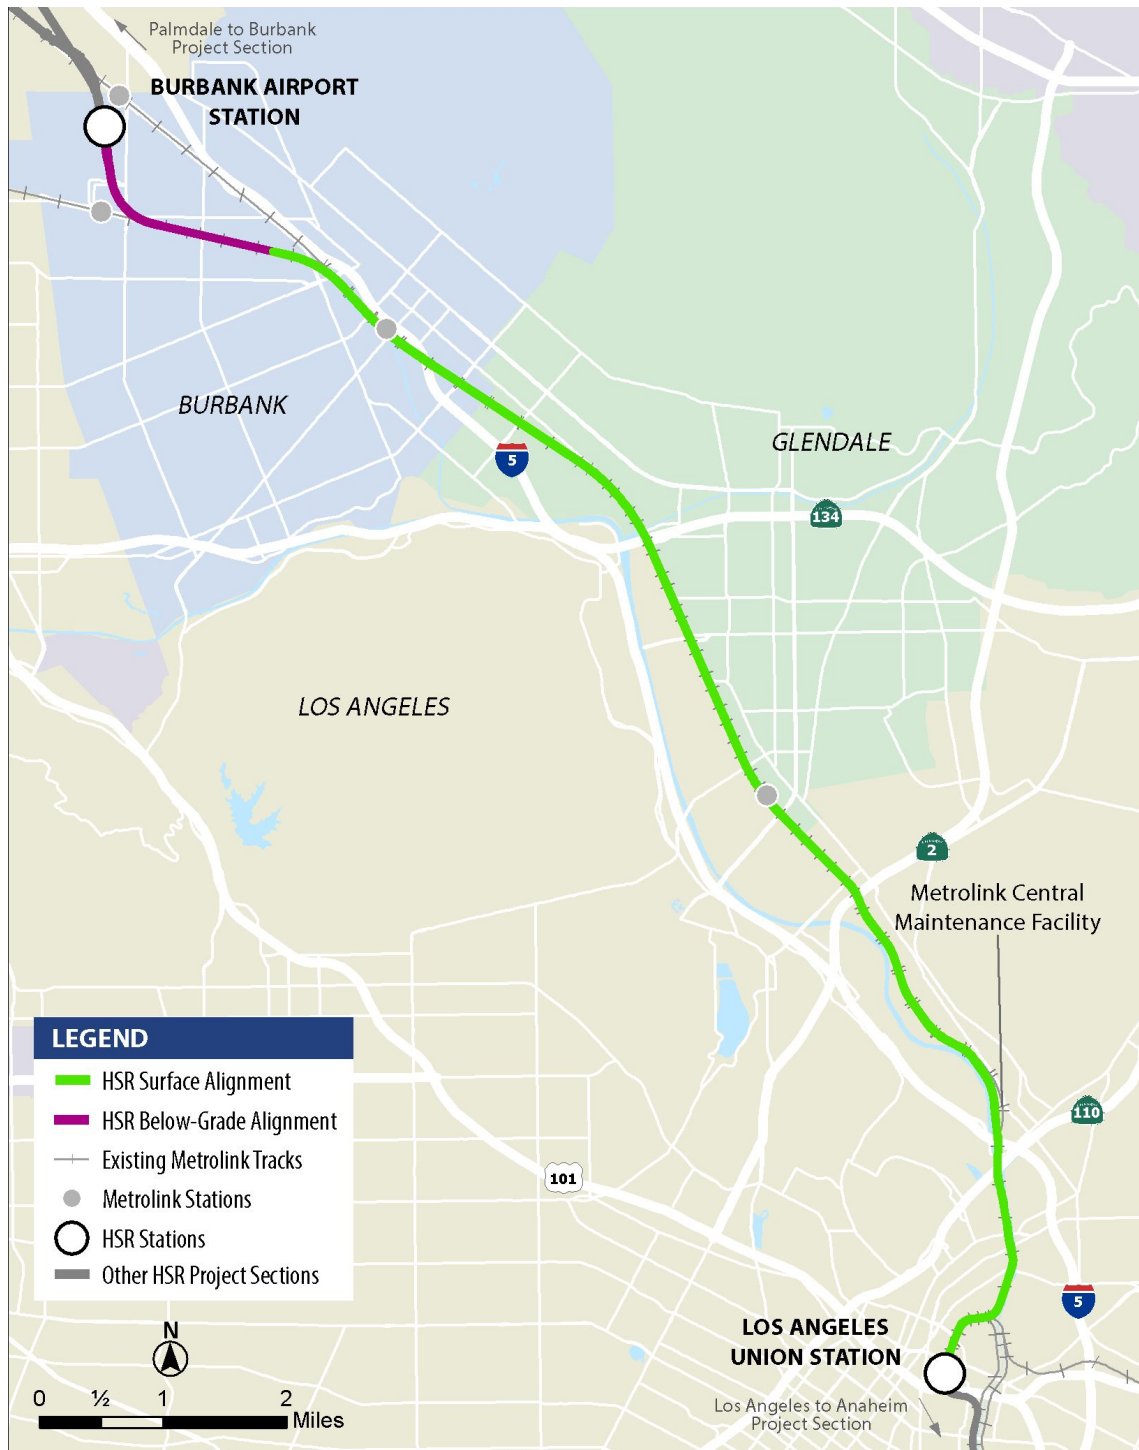 Palmdale to Burbank
Project Section
BURBANK AIRPORT
STATION
BURBANK
GLENDALE
5
134
LOS ANGELES
2
Metrolink Central
Maintenance Facility
LEGEND
HSR Surface Alignment
HSR Below-Grade Alignment
Existing Metrolink Tracks
Metrolink Stations
HSR Stations
Other HSR Project Sections
110
101
5
N
0 ½ 1 2
Miles
LOS ANGELES
UNION STATION
Los Angeles to Anaheim
Project Section